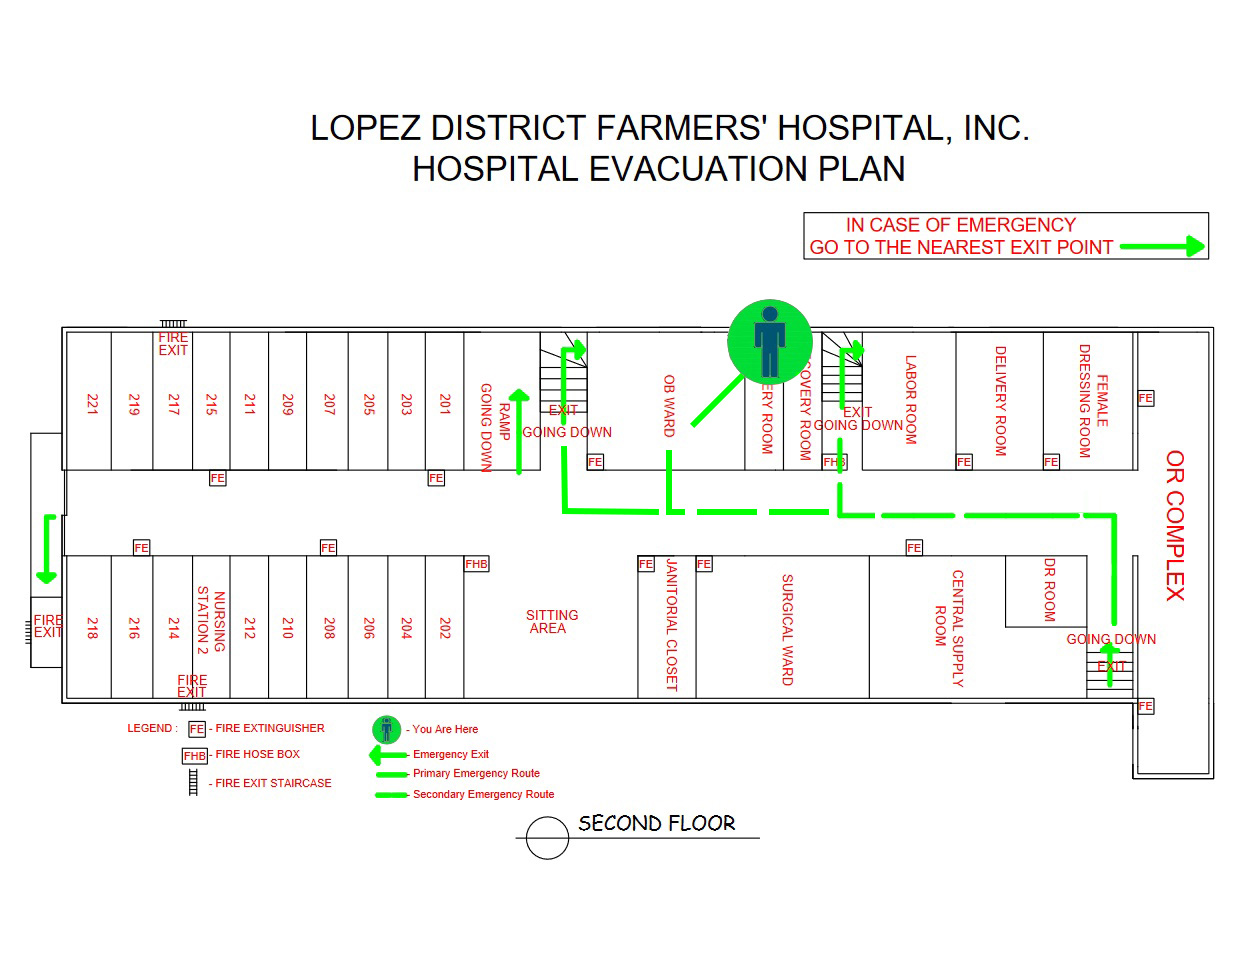 LOPEZ DISTRICT FARMERS' HOSPITAL, INC.
HOSPITAL EVACUATION PLAN
IN CASE OF EMERGENCY
GO TO THE NEAREST EXIT POINT
FIRE
EXIT
221
219
217
215
211
209
207
205
203
201
RAMP
GOING DOWN
EXIT
GOING DOWN
OB WARD
ERY ROOM
COVERY ROOM
EXIT
GOING DOWN
LABOR ROOM
DELIVERY ROOM
FEMALE
DRESSING ROOM
FE
FE
FHB
FE
FE
FE
FE
OR COMPLEX
FE
FE
FE
FHB
FE
FE
FIRE
EXIT
218
216
214
NURSING
STATION 2
212
210
208
206
204
202
SITTING
AREA
JANITORIAL CLOSET
SURGICAL WARD
CENTRAL SUPPLY
ROOM
DR ROOM
GOING DOWN
EXIT
FIRE
EXIT
FE
LEGEND :
FE - FIRE EXTINGUISHER
FHB - FIRE HOSE BOX
- FIRE EXIT STAIRCASE
- You Are Here
- Emergency Exit
- Primary Emergency Route
- Secondary Emergency Route
SECOND FLOOR